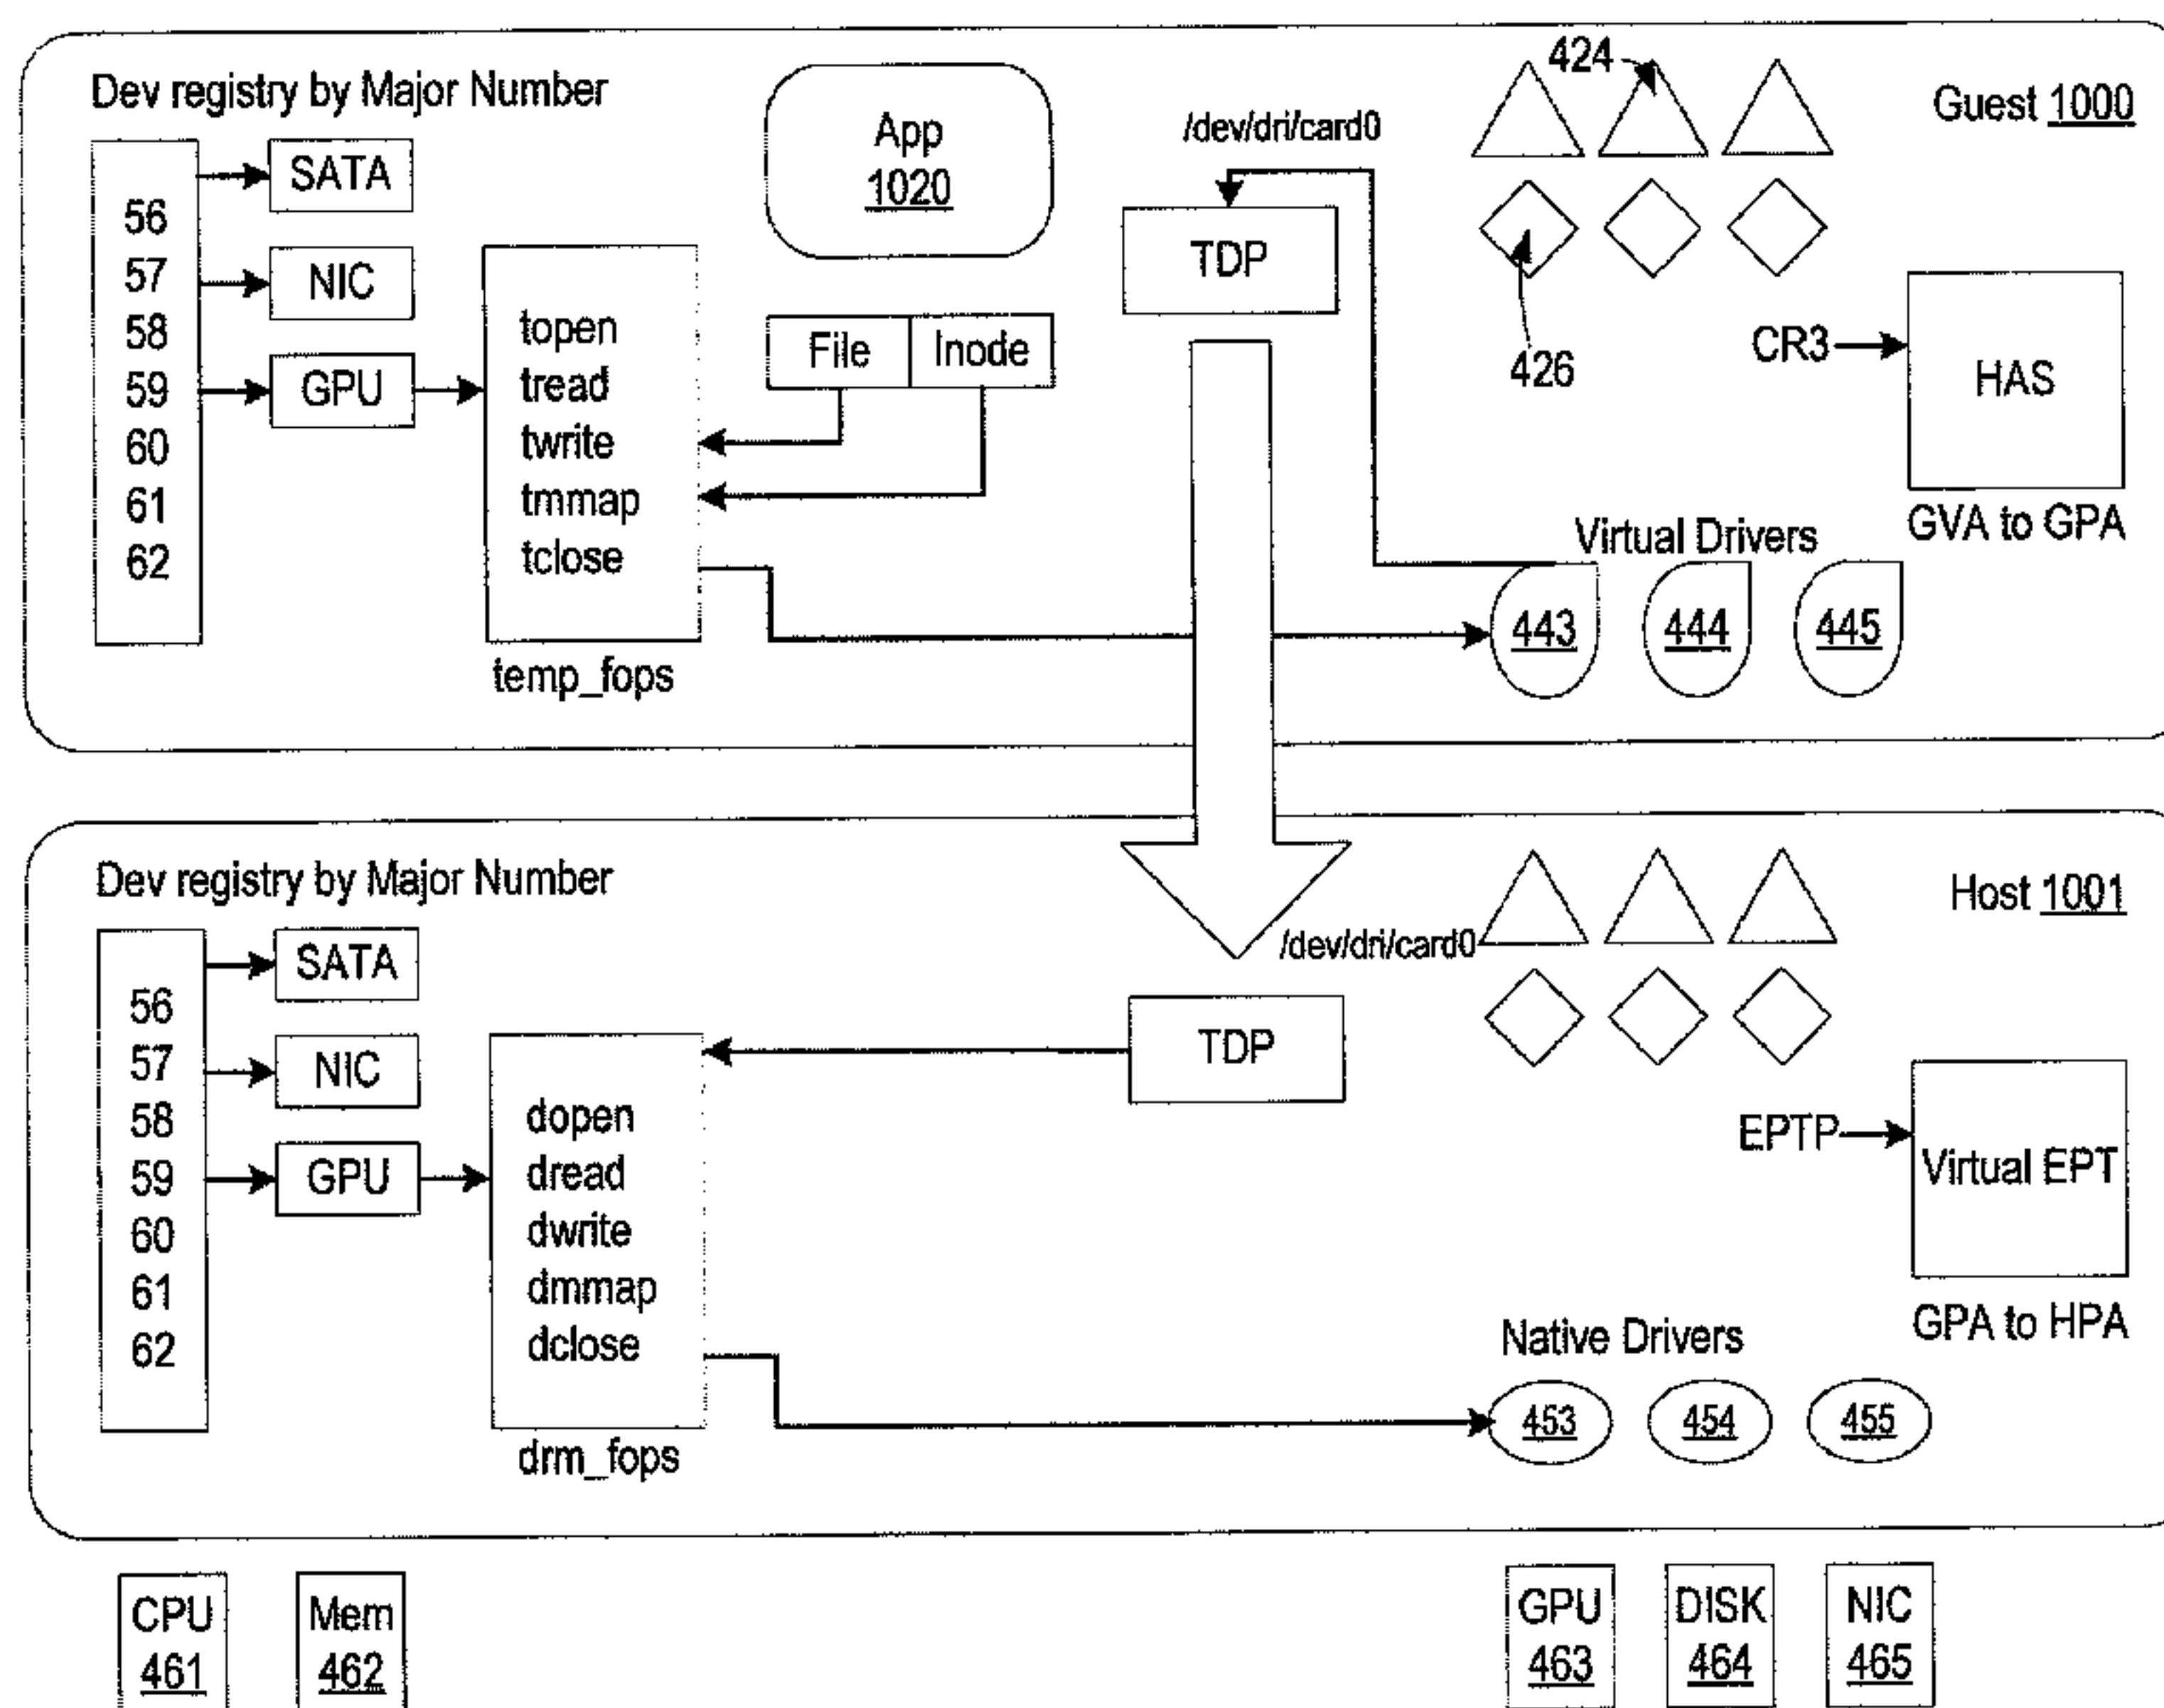 Dev registry by Major Number
56
57
58
59
60
61
62
SATA
NIC
GPU
topen
tread
twrite
tmmap
tclose
temp_fops
App
1020
File Inode
/dev/dri/card0
TDP
424
426
Guest 1000
CR3
HAS
GVA to GPA
Virtual Drivers
443 444 445
Dev registry by Major Number
56
57
58
59
60
61
62
SATA
NIC
GPU
dopen
dread
dwrite
dmmap
dclose
drm_fops
/dev/dri/card0
TDP
Host 1001
EPTP
Virtual EPT
GPA to HPA
Native Drivers
453 454 455
CPU
461
Mem
462
GPU
463
DISK
464
NIC
465